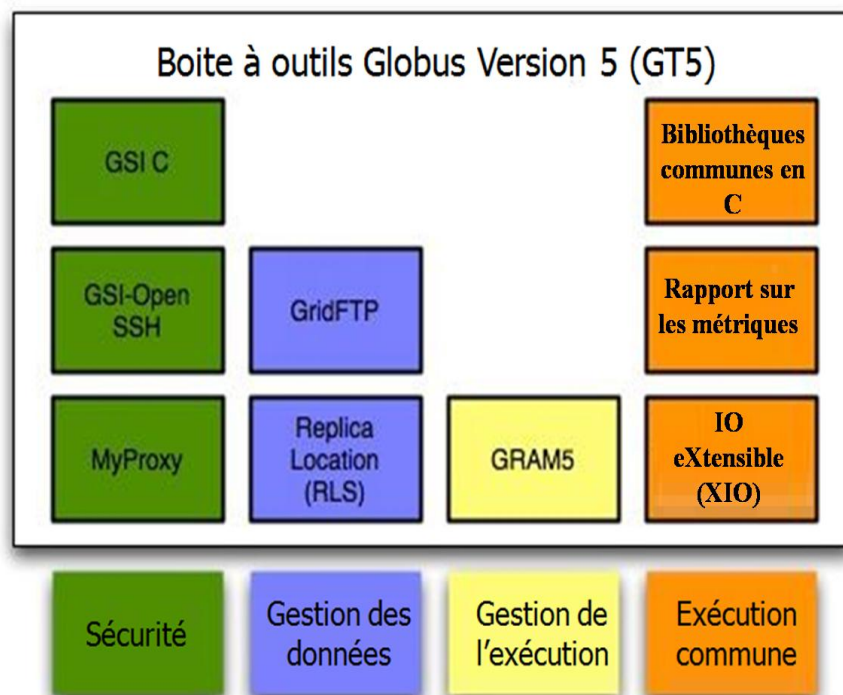 Boite à outils Globus Version 5 (GT5)
GSI C
Bibliothèques
communes en
C
GSI-Open
SSH
GridFTP
Rapport sur
les métriques
MyProxy
Replica
Location
(RLS)
GRAM5
IO
eXtensible
(XIO)
Sécurité
Gestion des
données
Gestion de
l'exécution
Exécution
commune